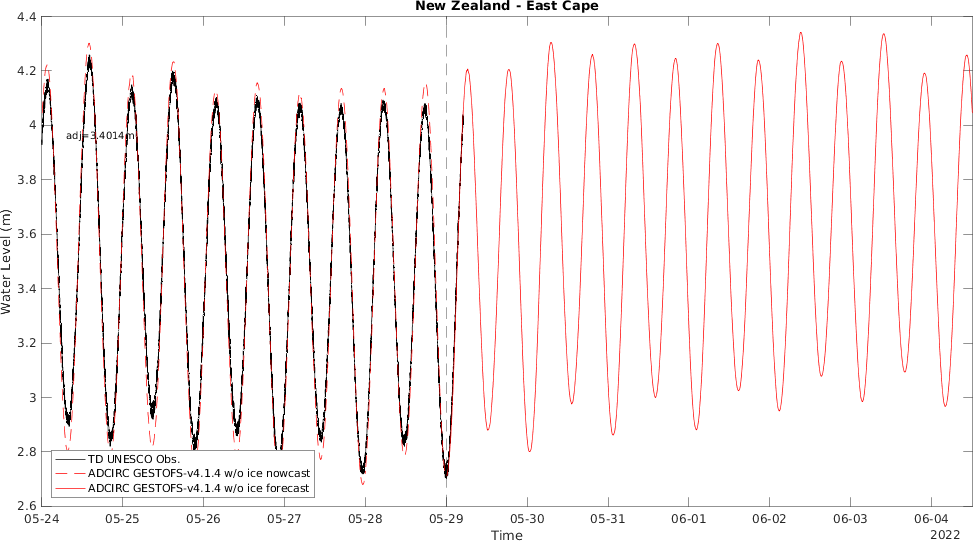 New Zealand - East Cape
4.4
4.2
4
3.8
3.6
3.4
3.2
3
2.8
2.6
Water Level (m)
adj=3.4014m
TD UNESCO Obs.
ADCIRC GESTOFS-v4.1.4 w/o ice nowcast
ADCIRC GESTOFS-v4.1.4 w/o ice forecast
05-24 05-25 05-26 05-27 05-28 05-29 05-30 05-31 06-01 06-02 06-03 06-04
2022
Time